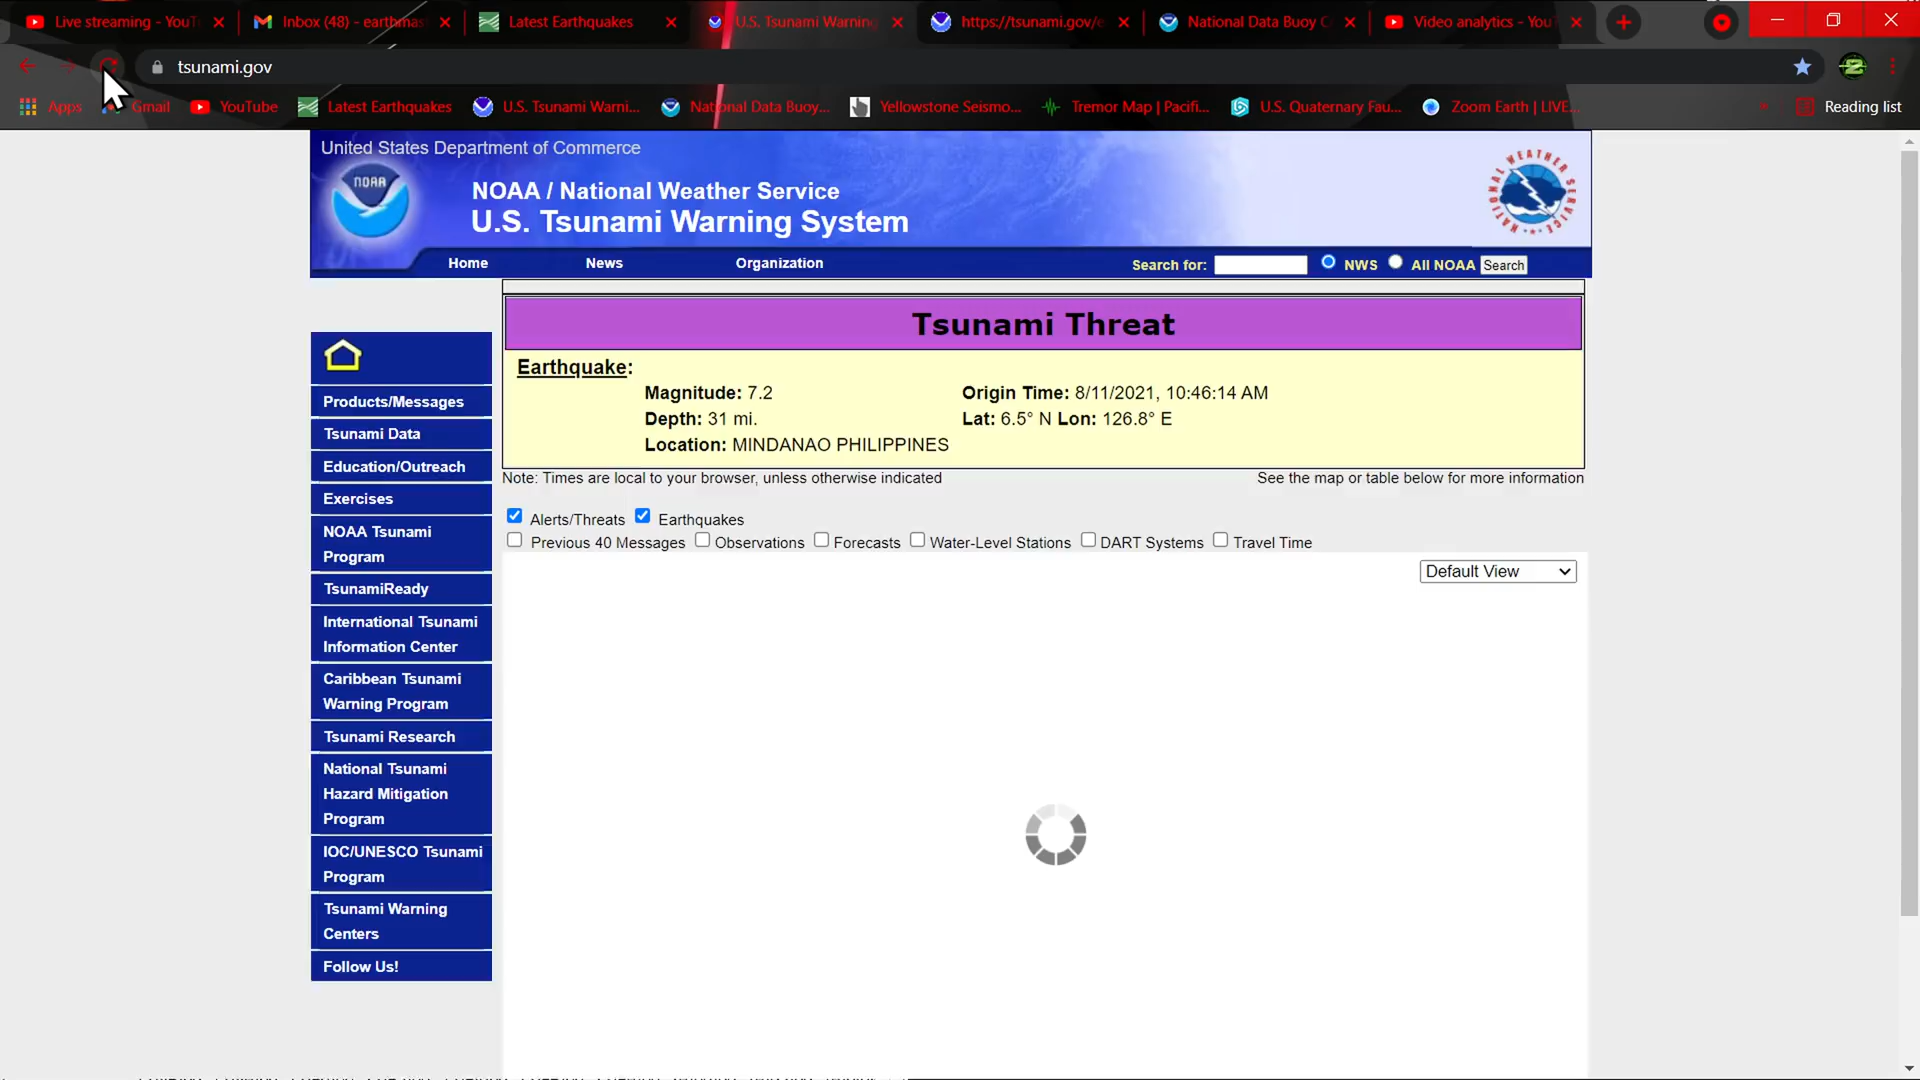 Live streaming - YouT
Inbox (48) - earthmas
Latest Earthquakes
U.S. Tsunami Warning
https://tsunami.gov/e
National Data Buoy C
Video analytics - You
tsunami.gov
Apps
Gmail
YouTube
Latest Earthquakes
U.S. Tsunami Warni...
National Data Buoy...
Yellowstone Seismo...
Tremor Map | Pacifi...
U.S. Quaternary Fau...
Zoom Earth | LIVE...
Reading list
United States Department of Commerce
NOAA
NOAA / National Weather Service
U.S. Tsunami Warning System
NATIONAL WEATHER SERVICE
Home
News
Organization
Search for:
NWS
All NOAA
Search
Tsunami Threat
Earthquake:
Magnitude: 7.2
Origin Time: 8/11/2021, 10:46:14 AM
Depth: 31 mi.
Lat: 6.5° N Lon: 126.8° E
Location: MINDANAO PHILIPPINES
Note: Times are local to your browser, unless otherwise indicated
See the map or table below for more information
Alerts/Threats
Earthquakes
Previous 40 Messages
Observations
Forecasts
Water-Level Stations
DART Systems
Travel Time
Default View
Products/Messages
Tsunami Data
Education/Outreach
Exercises
NOAA Tsunami
Program
TsunamiReady
International Tsunami
Information Center
Caribbean Tsunami
Warning Program
Tsunami Research
National Tsunami
Hazard Mitigation
Program
IOC/UNESCO Tsunami
Program
Tsunami Warning
Centers
Follow Us!